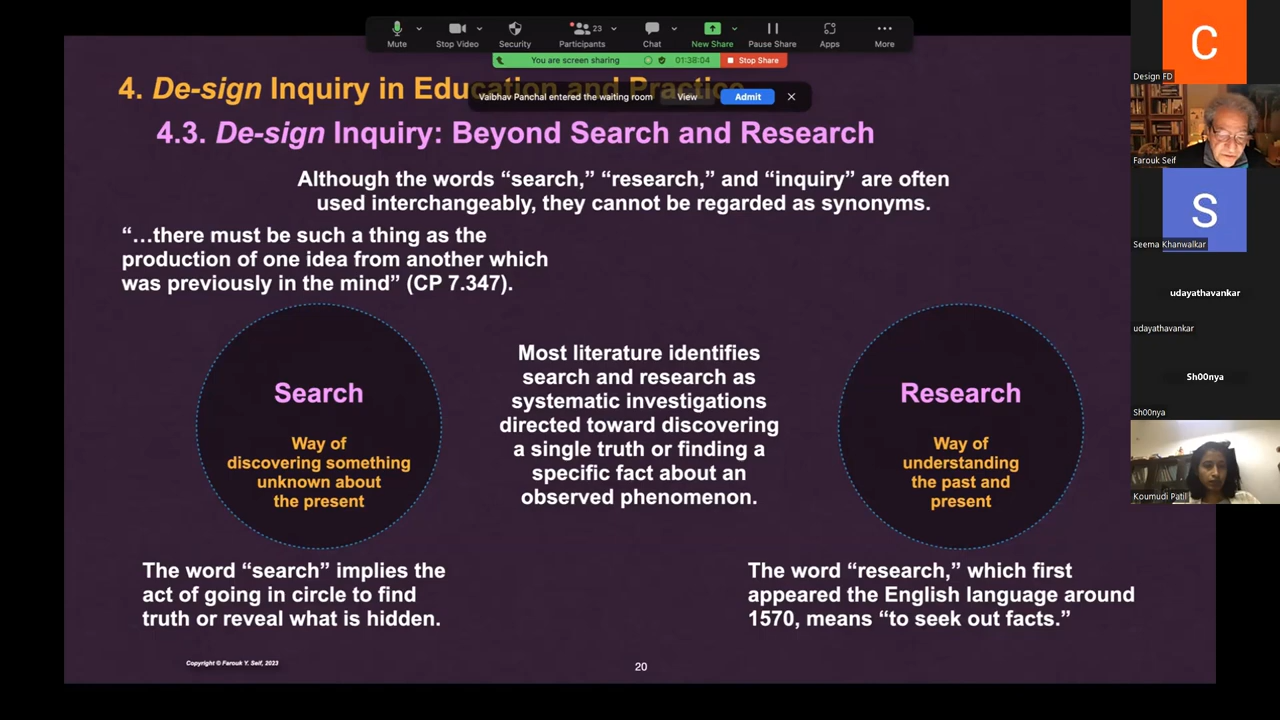 23
Mute
Stop Video
Security
Participants
Chat
New Share
Pause Share
Apps
More
You are screen sharing
01:38:04
Stop Share
4. De-sign Inquiry in Education and Practice
Vaibhav Panchal entered the waiting room
View
Admit
4.3. De-sign Inquiry: Beyond Search and Research
Although the words “search,” “research,” and “inquiry” are often
used interchangeably, they cannot be regarded as synonyms.
“…there must be such a thing as the
production of one idea from another which
was previously in the mind” (CP 7.347).
Search
Way of
discovering something
unknown about
the present
Most literature identifies
search and research as
systematic investigations
directed toward discovering
a single truth or finding a
specific fact about an
observed phenomenon.
Research
Way of
understanding
the past and
present
The word “search” implies the
act of going in circle to find
truth or reveal what is hidden.
The word “research,” which first
appeared the English language around
1570, means “to seek out facts.”
Copyright © Farouk Y. Seif, 2023
20
C
Design FD
Farouk Seif
S
Seema Khanwalkar
udayathavankar
udayathavankar
Sh00nya
Sh00nya
Koumudi Patil